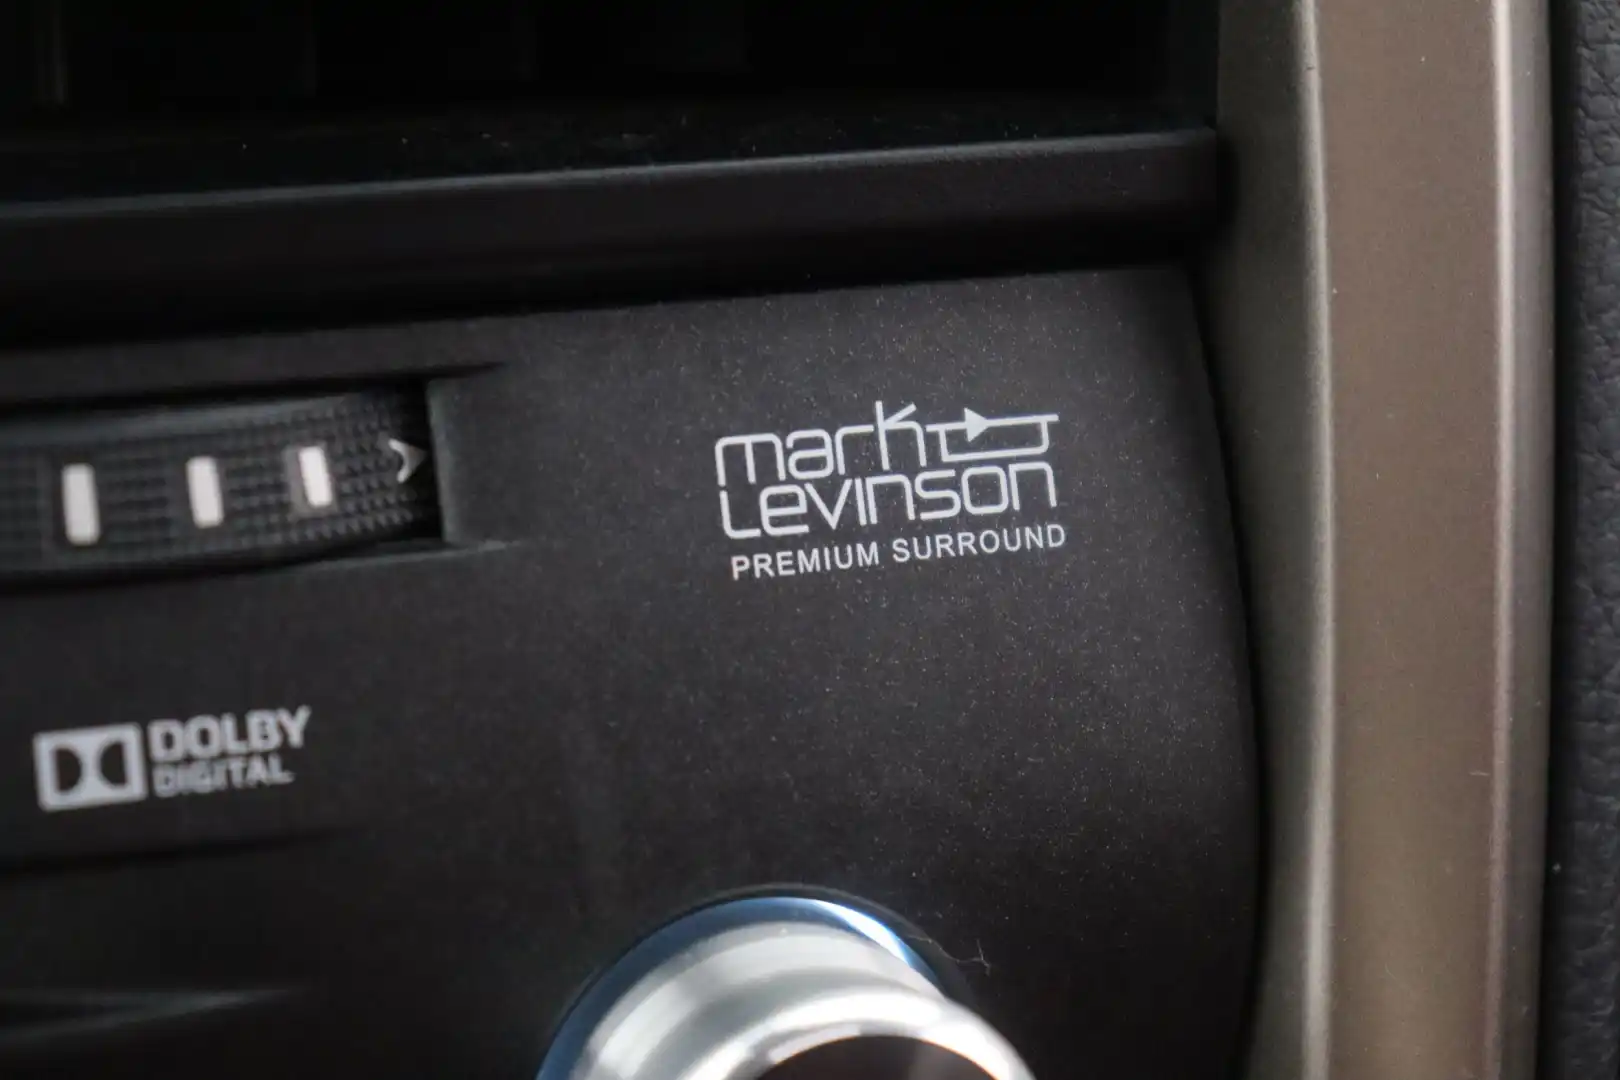 mark
Levinson
PREMIUM SURROUND
DOLBY
DIGITAL